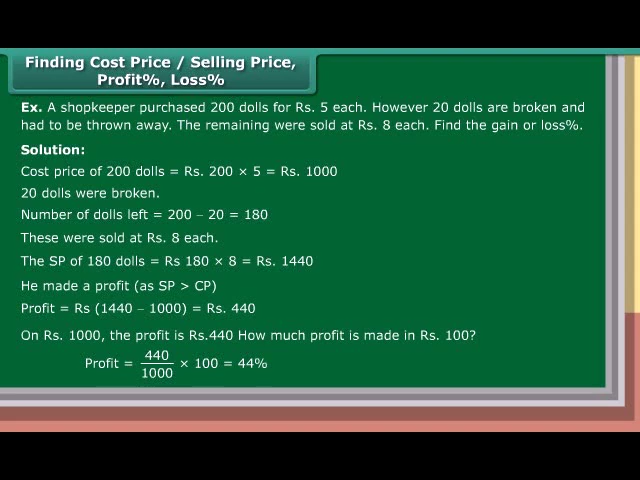 Finding Cost Price / Selling Price,
Profit%, Loss%
Ex. A shopkeeper purchased 200 dolls for Rs. 5 each. However 20 dolls are broken and
had to be thrown away. The remaining were sold at Rs. 8 each. Find the gain or loss%.
Solution:
Cost price of 200 dolls = Rs. 200 × 5 = Rs. 1000
20 dolls were broken.
Number of dolls left = 200 – 20 = 180
These were sold at Rs. 8 each.
The SP of 180 dolls = Rs 180 × 8 = Rs. 1440
He made a profit (as SP > CP)
Profit = Rs (1440 – 1000) = Rs. 440
On Rs. 1000, the profit is Rs.440 How much profit is made in Rs. 100?
Profit = 440/1000 × 100 = 44%